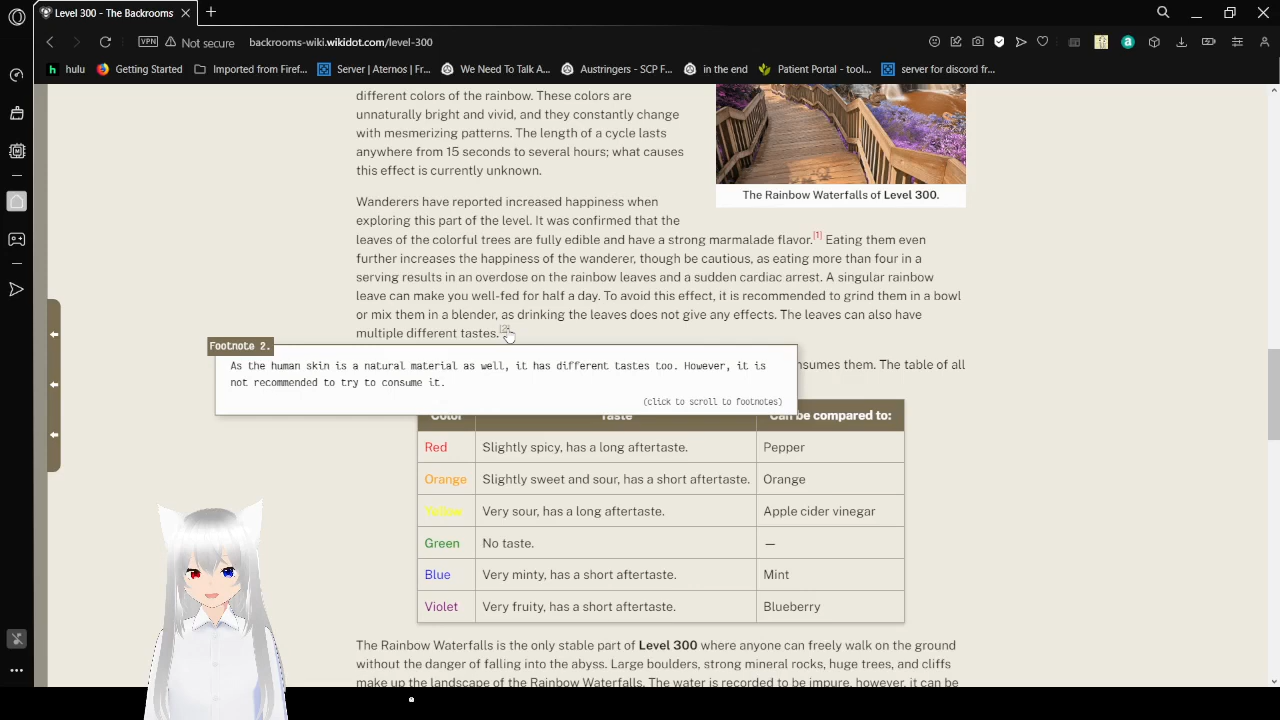 Level 300 - The Backrooms
VPN Not secure backrooms-wiki.wikidot.com/level-300
hulu Getting Started Imported from Firef... Server | Aternos | Fr... We Need To Talk A... Austringers - SCP F... in the end Patient Portal - tool... server for discord fr...
different colors of the rainbow. These colors are
unnaturally bright and vivid, and they constantly change
with mesmerizing patterns. The length of a cycle lasts
anywhere from 15 seconds to several hours; what causes
this effect is currently unknown.
The Rainbow Waterfalls of Level 300.
Wanderers have reported increased happiness when
exploring this part of the level. It was confirmed that the
leaves of the colorful trees are fully edible and have a strong marmalade flavor.[1] Eating them even
further increases the happiness of the wanderer, though be cautious, as eating more than four in a
serving results in an overdose on the rainbow leaves and a sudden cardiac arrest. A singular rainbow
leaf can make you well-fed for half a day. To avoid this effect, it is recommended to grind them in a bowl
or mix them in a blender, as drinking the leaves does not give any effects. The leaves can also have
multiple different tastes.[2]
Footnote 2.
As the human skin is a natural material as well, it has different tastes too. However, it is
not recommended to try to consume it.
(click to scroll to footnotes)
nsumes them. The table of all
Color Taste Can be compared to:
Red Slightly spicy, has a long aftertaste. Pepper
Orange Slightly sweet and sour, has a short aftertaste. Orange
Yellow Very sour, has a long aftertaste. Apple cider vinegar
Green No taste. —
Blue Very minty, has a short aftertaste. Mint
Violet Very fruity, has a short aftertaste. Blueberry
The Rainbow Waterfalls is the only stable part of Level 300 where anyone can freely walk on the ground
without the danger of falling into the abyss. Large boulders, strong mineral rocks, huge trees, and cliffs
make up the landscape of the Rainbow Waterfalls. The water is recorded to be impure, however, it can be